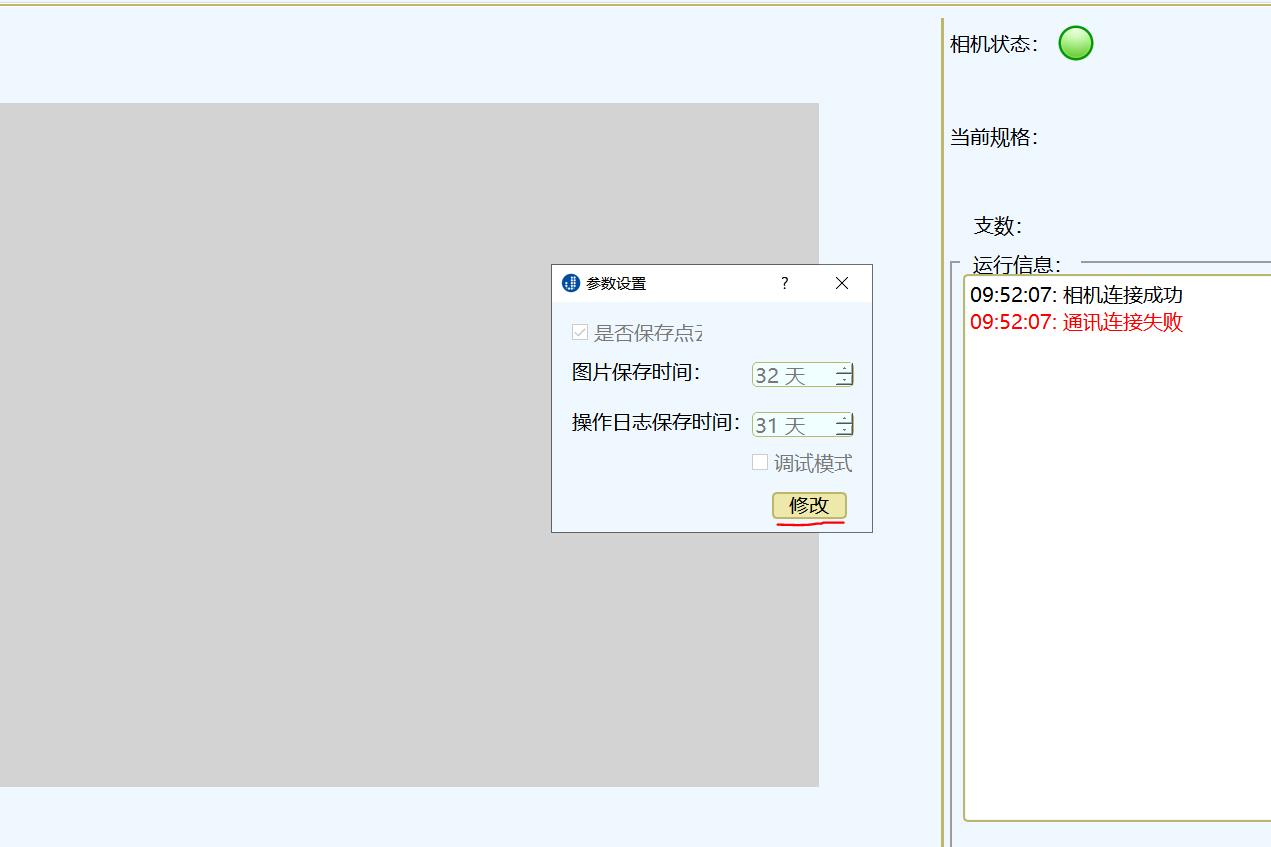 相机状态：
当前规格：
支数：
运行信息：
09:52:07: 相机连接成功
09:52:07: 通讯连接失败
参数设置
?
是否保存点
图片保存时间：
32 天
操作日志保存时间：
31 天
调试模式
修改